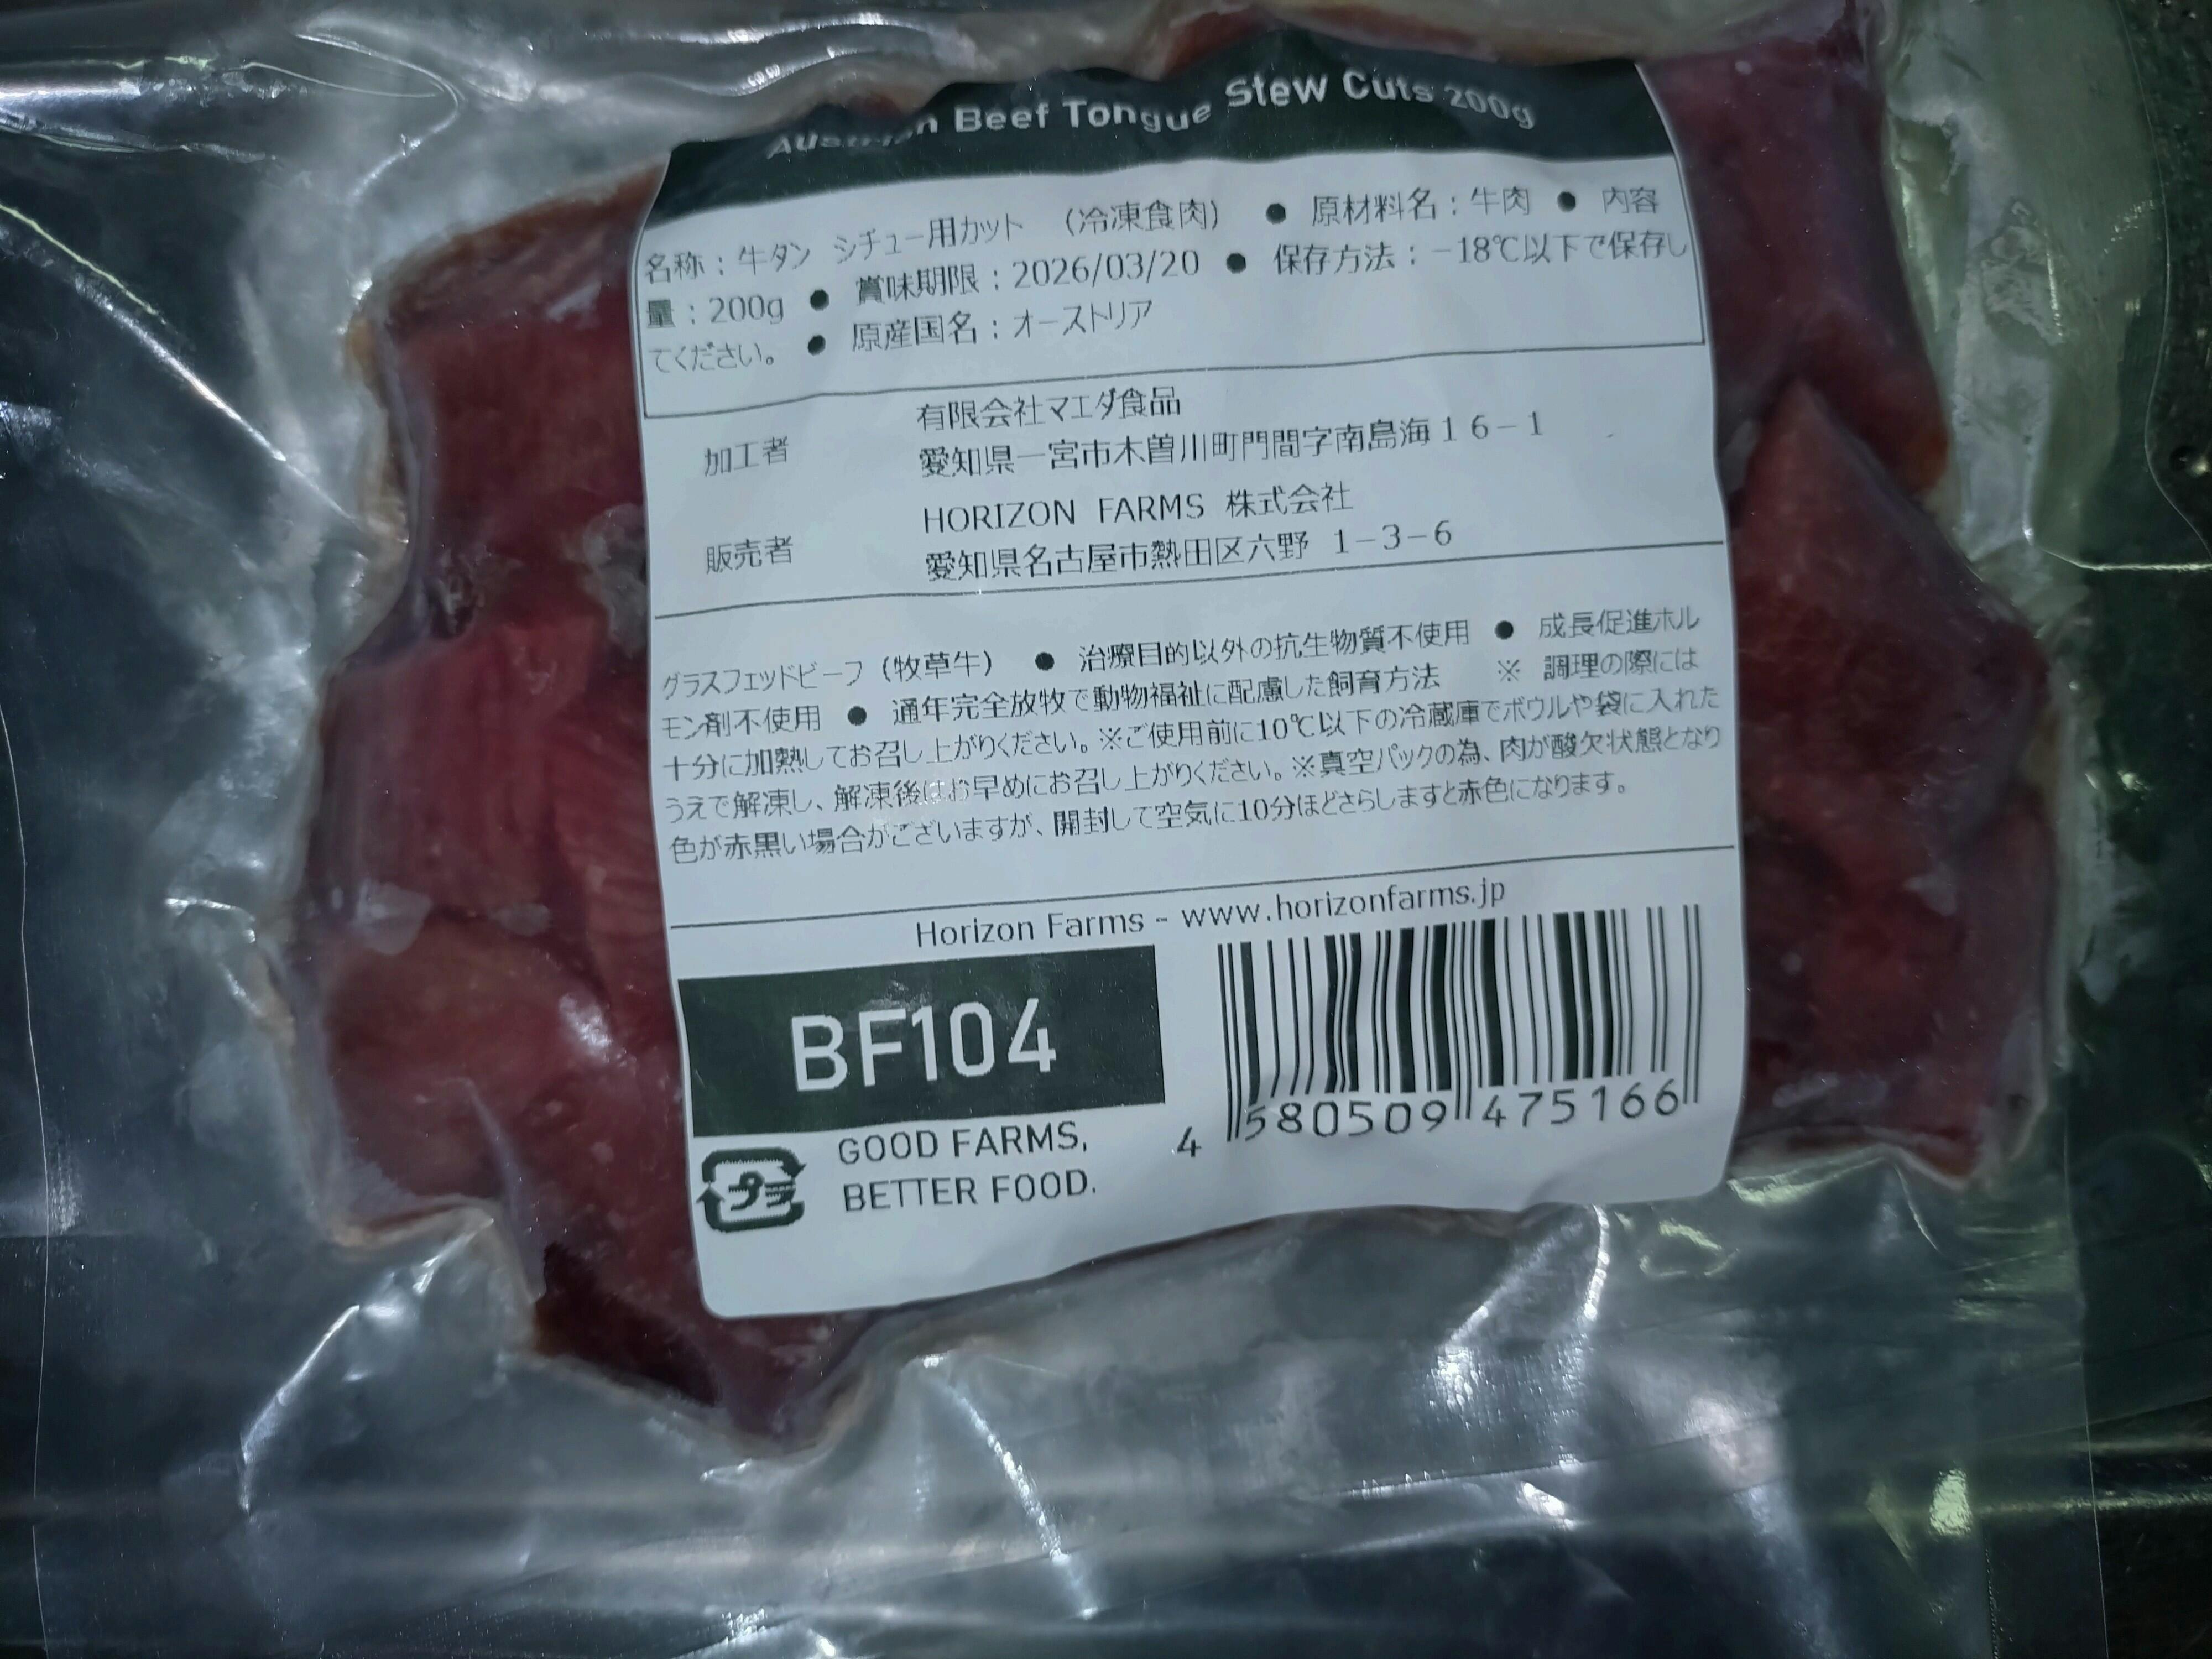 Austrian Beef Tongue Stew Cuts 200g
名称：牛タン シチュー用カット （冷凍食肉） ● 原材料名：牛肉 ● 内容
量：200g ● 賞味期限：2026/03/20 ● 保存方法：－18℃以下で保存し
てください。 ● 原産国名：オーストリア
加工者
有限会社マエダ食品
愛知県一宮市木曽川町門間字南島海１６－１
販売者
HORIZON FARMS 株式会社
愛知県名古屋市熱田区六野 １－３－６
グラスフェッドビーフ（牧草牛） ● 治療目的以外の抗生物質不使用 ● 成長促進ホル
モン剤不使用 ● 通年完全放牧で動物福祉に配慮した飼育方法 ※ 調理の際には
十分に加熱してお召し上がりください。※ご使用前に10℃以下の冷蔵庫でボウルや袋に入れた
うえで解凍し、解凍後はお早めにお召し上がりください。※真空パックの為、肉が酸欠状態となり
色が赤黒い場合がございますが、開封して空気に10分ほどさらしますと赤色になります。
Horizon Farms - www.horizonfarms.jp
BF104
4 580509 475166
プラ
GOOD FARMS,
BETTER FOOD.